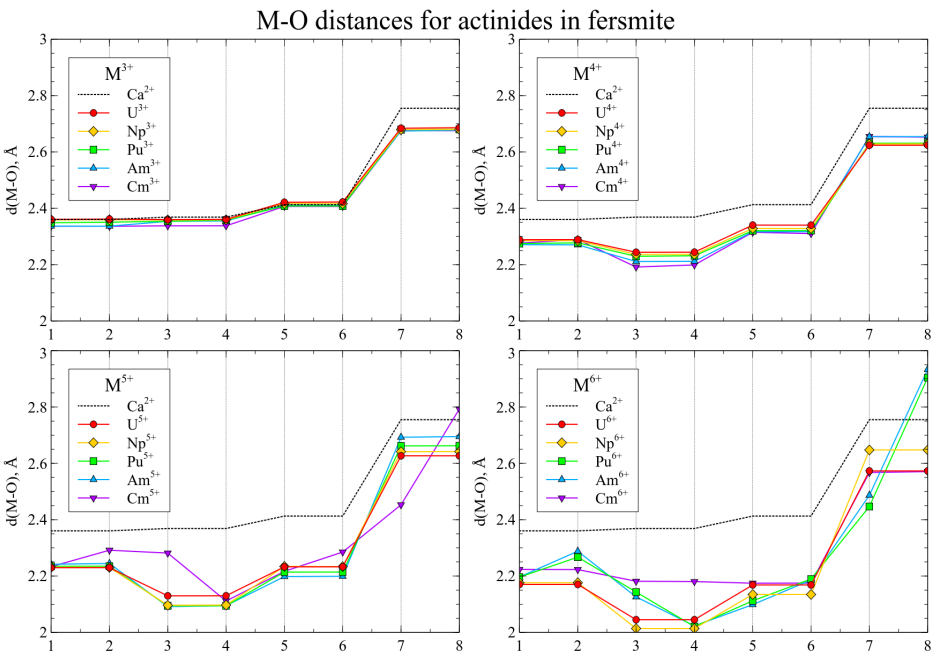 M-O distances for actinides in fersmite
M³⁺
Ca²⁺
U³⁺
Np³⁺
Pu³⁺
Am³⁺
Cm³⁺
d(M-O), Å
3
2.8
2.6
2.4
2.2
2
1 2 3 4 5 6 7 8
M⁴⁺
Ca²⁺
U⁴⁺
Np⁴⁺
Pu⁴⁺
Am⁴⁺
Cm⁴⁺
d(M-O), Å
3
2.8
2.6
2.4
2.2
2
1 2 3 4 5 6 7 8
M⁵⁺
Ca²⁺
U⁵⁺
Np⁵⁺
Pu⁵⁺
Am⁵⁺
Cm⁵⁺
d(M-O), Å
3
2.8
2.6
2.4
2.2
2
1 2 3 4 5 6 7 8
M⁶⁺
Ca²⁺
U⁶⁺
Np⁶⁺
Pu⁶⁺
Am⁶⁺
Cm⁶⁺
d(M-O), Å
3
2.8
2.6
2.4
2.2
2
1 2 3 4 5 6 7 8